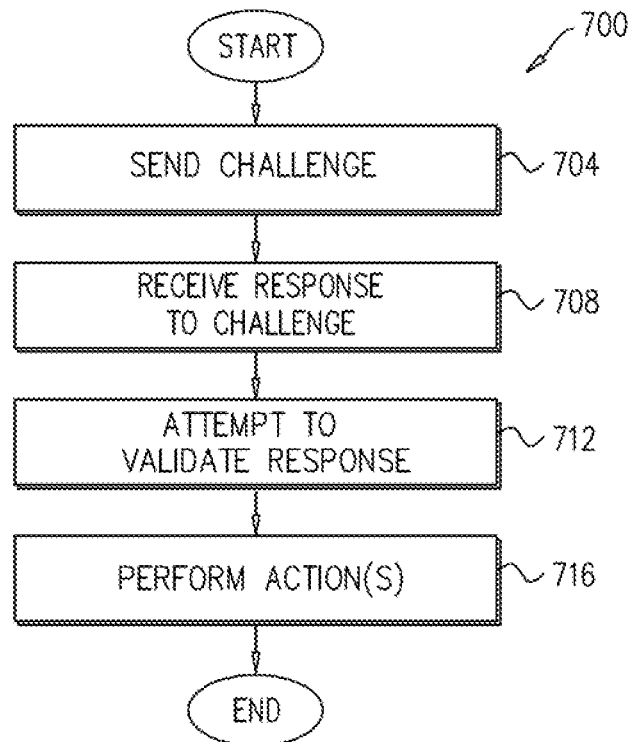 START
700
SEND CHALLENGE
704
RECEIVE RESPONSE
TO CHALLENGE
708
ATTEMPT TO
VALIDATE RESPONSE
712
PERFORM ACTION(S)
716
END